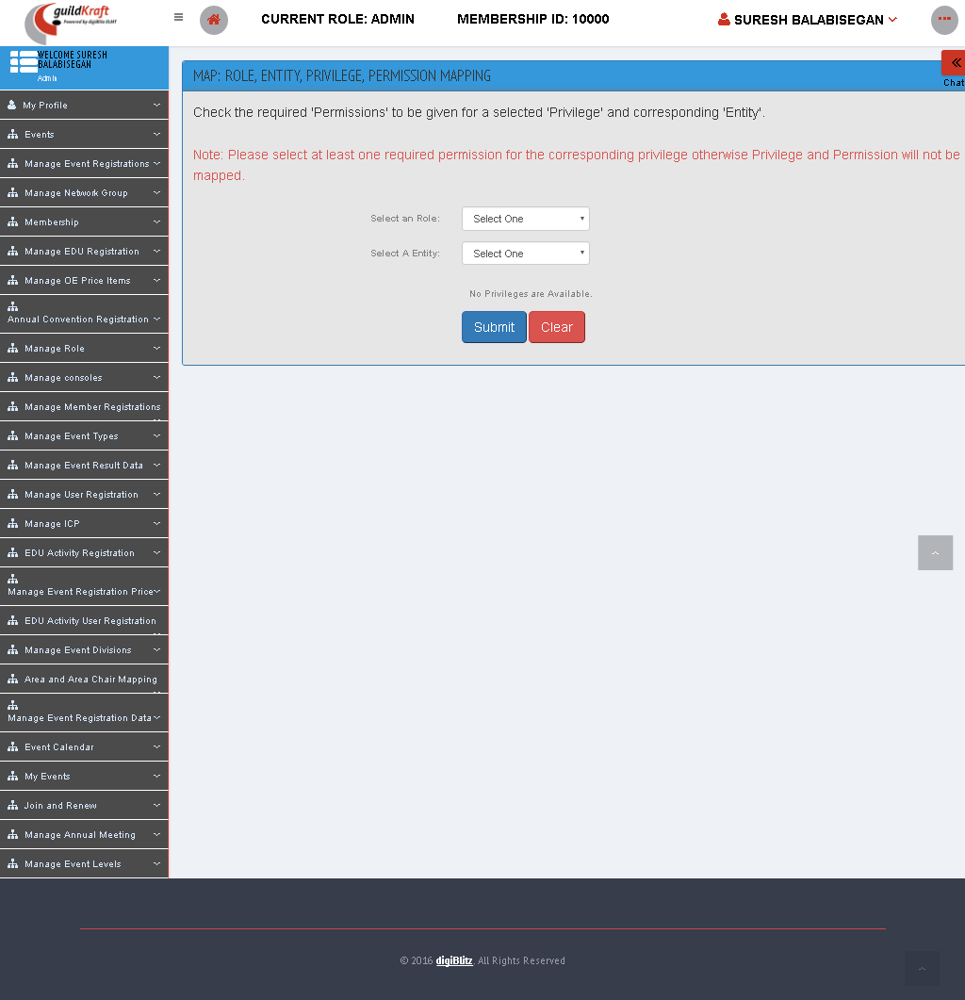 guildKraft
Powered by digiBlitz ELMT
CURRENT ROLE: ADMIN
MEMBERSHIP ID: 10000
SURESH BALABISEGAN
WELCOME SURESH
BALABISEGAN
Admin
Chat
My Profile
Events
Manage Event Registrations
Manage Network Group
Membership
Manage EDU Registration
Manage OE Price Items
Annual Convention Registration
Manage Role
Manage consoles
Manage Member Registrations
Manage Event Types
Manage Event Result Data
Manage User Registration
Manage ICP
EDU Activity Registration
Manage Event Registration Price
EDU Activity User Registration
Manage Event Divisions
Area and Area Chair Mapping
Manage Event Registration Data
Event Calendar
My Events
Join and Renew
Manage Annual Meeting
Manage Event Levels
MAP: ROLE, ENTITY, PRIVILEGE, PERMISSION MAPPING
Check the required 'Permissions' to be given for a selected 'Privilege' and corresponding 'Entity'.
Note: Please select at least one required permission for the corresponding privilege otherwise Privilege and Permission will not be
mapped.
Select an Role: Select One
Select A Entity: Select One
No Privileges are Available.
Submit Clear
© 2016 digiBlitz. All Rights Reserved